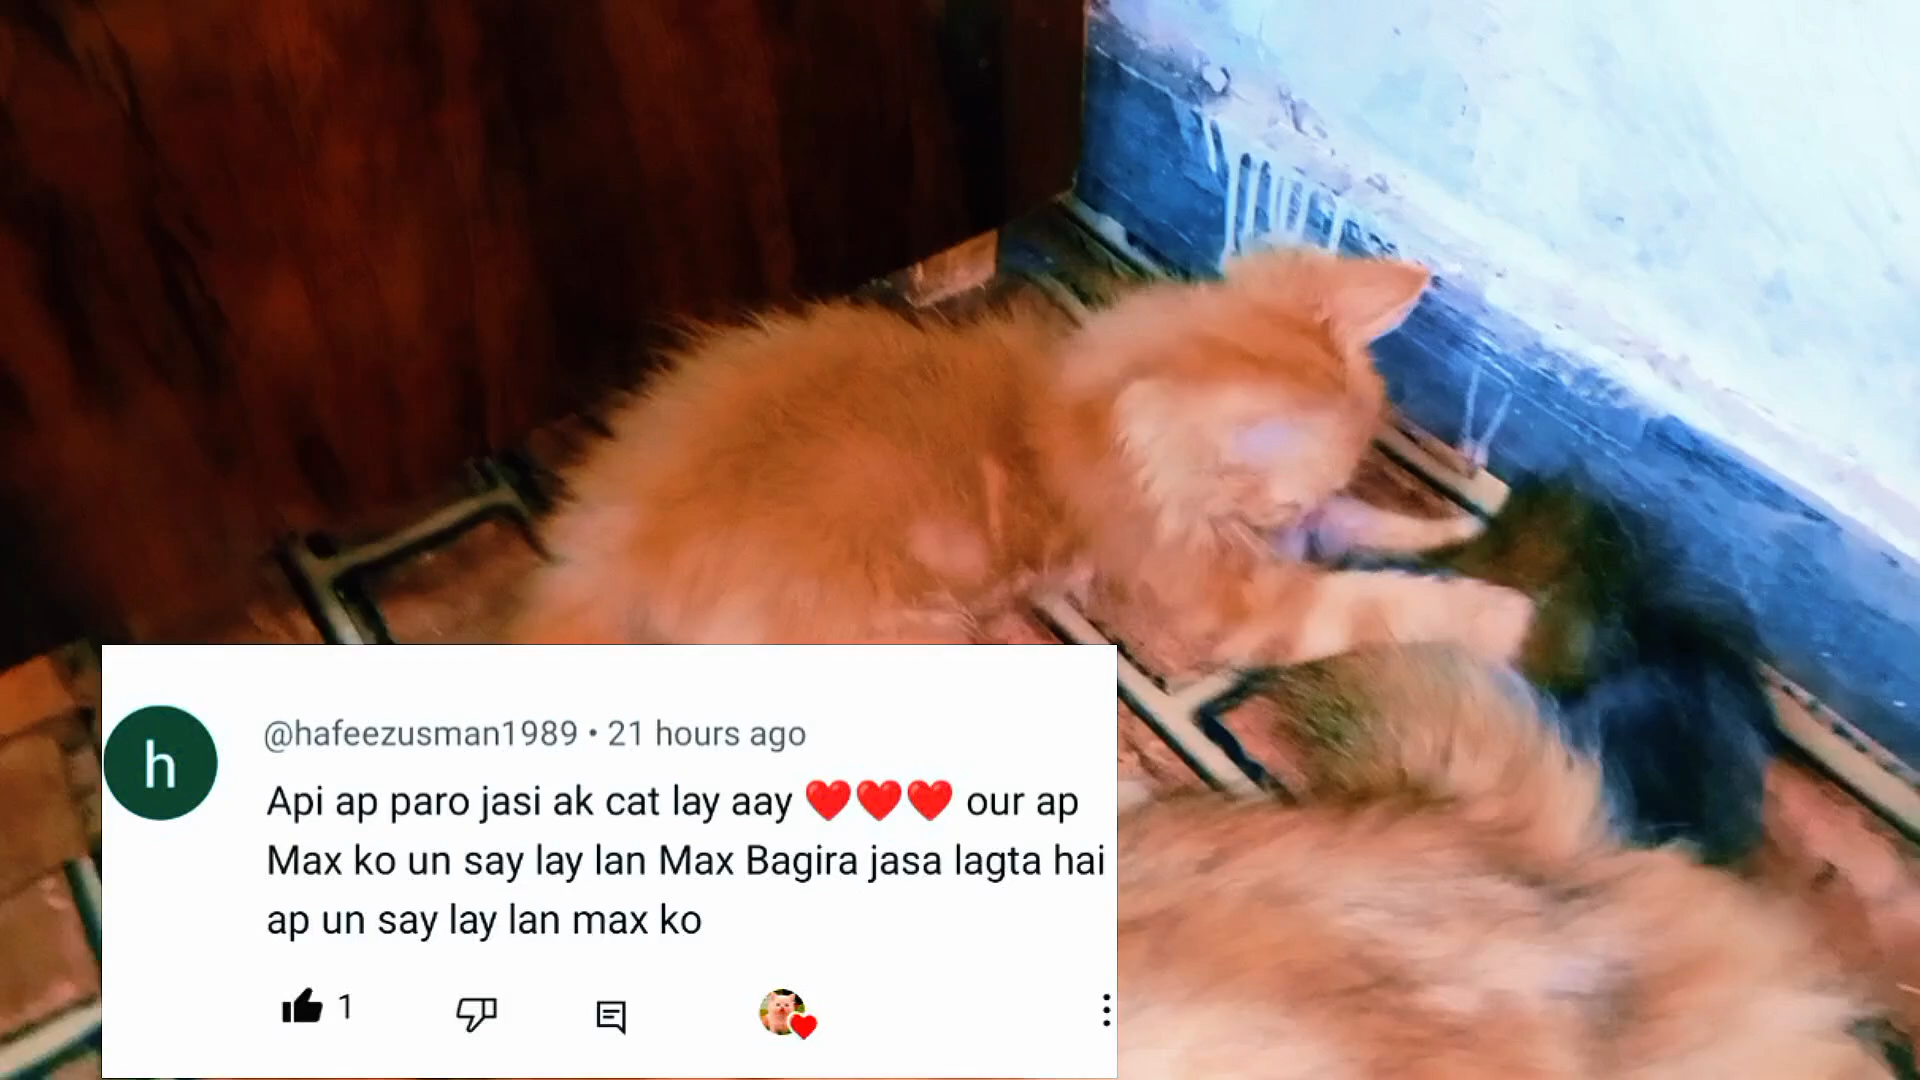 h
@hafeezusman1989 • 21 hours ago
Api ap paro jasi ak cat lay aay ❤️❤️❤️ our ap
Max ko un say lay lan Max Bagira jasa lagta hai
ap un say lay lan max ko
1